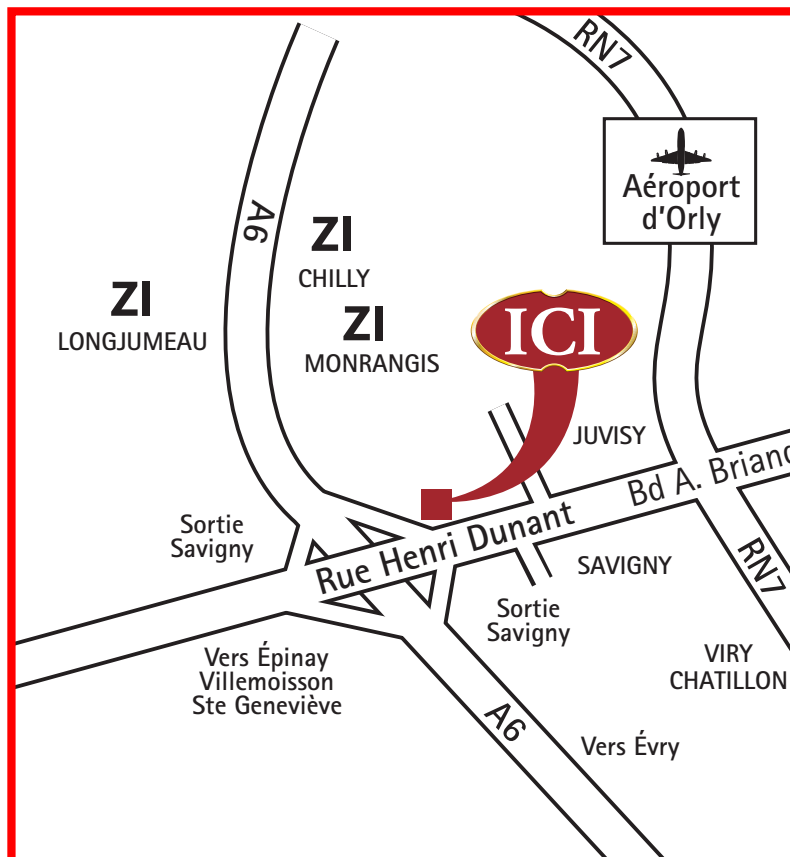 RN7
Aéroport
d'Orly
A6
ZI
CHILLY
ZI
LONGJUMEAU
ZI
MONRANGIS
ICI
JUVISY
Bd A. Briand
Rue Henri Dunant
Sortie
Savigny
SAVIGNY
Sortie
Savigny
RN7
VIRY
CHATILLON
Vers Épinay
Villemoisson
Ste Geneviève
A6
Vers Évry